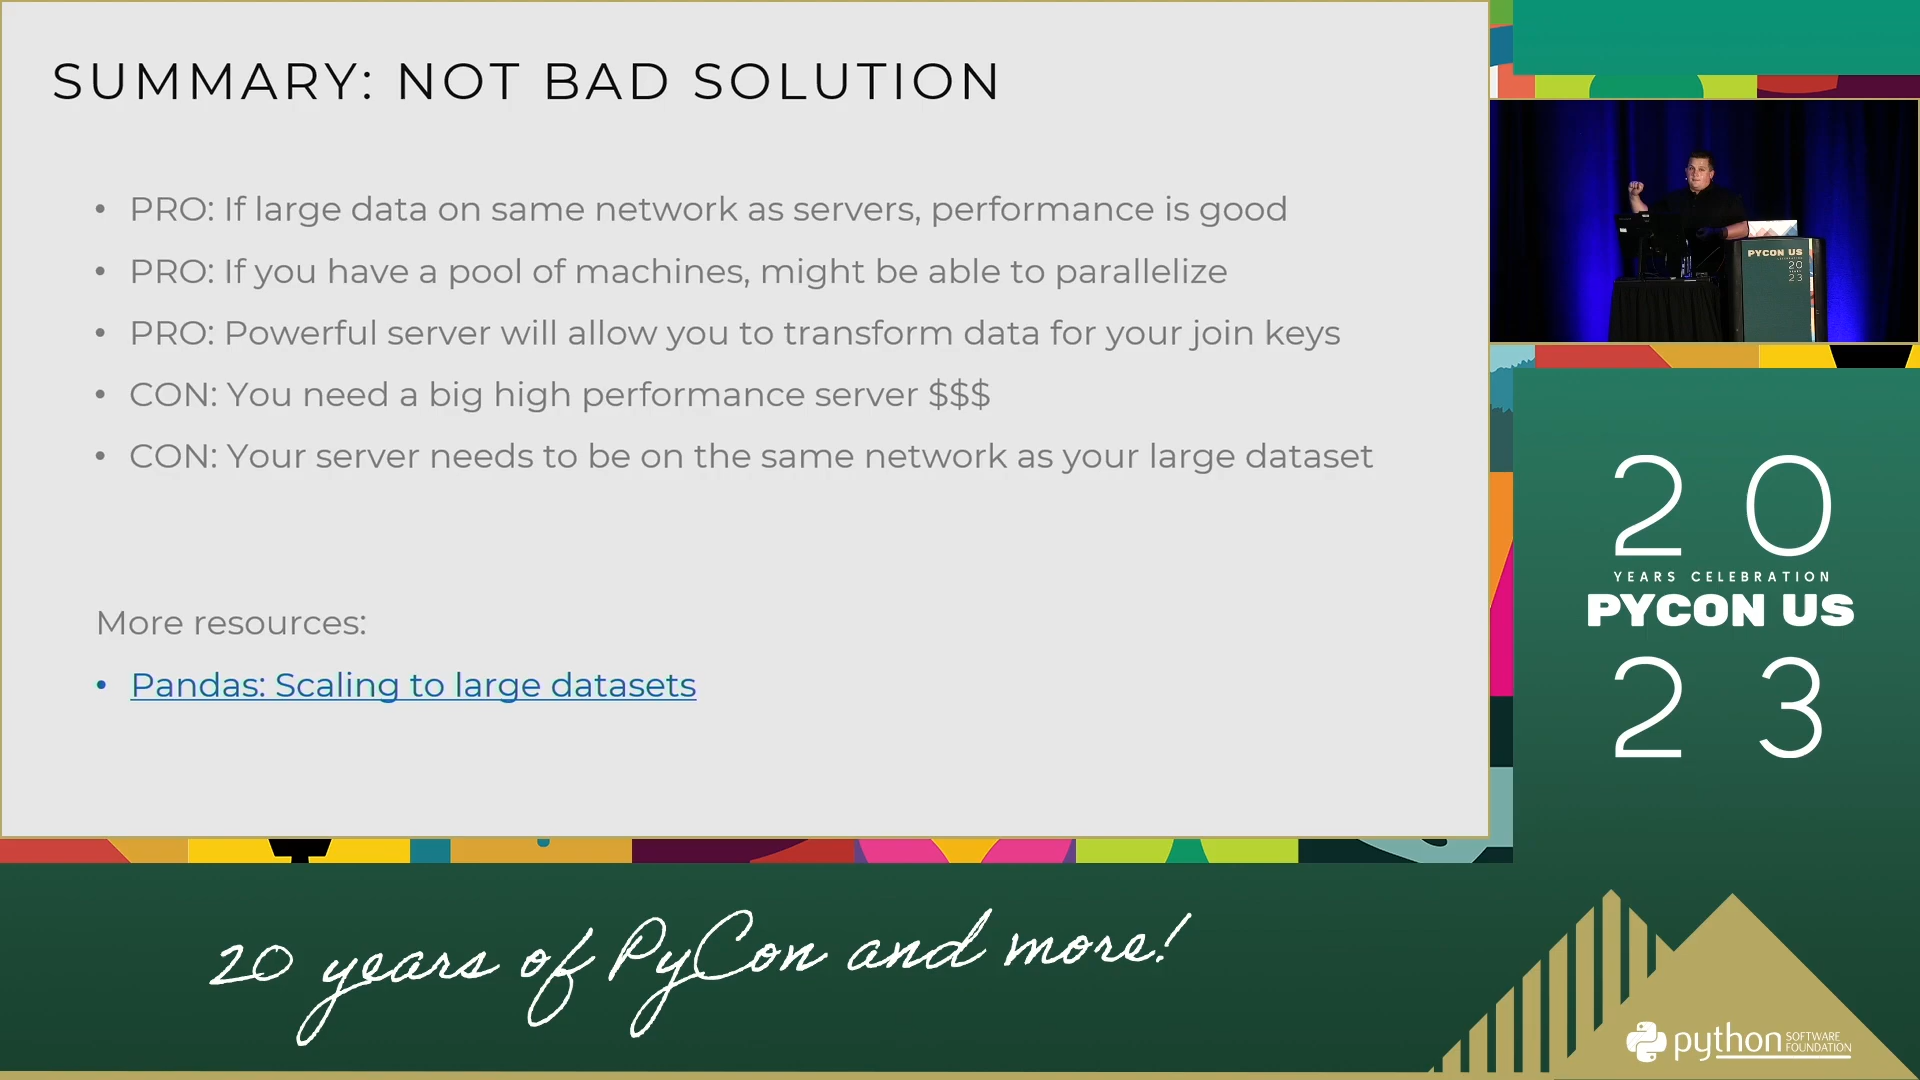 SUMMARY: NOT BAD SOLUTION
• PRO: If large data on same network as servers, performance is good
• PRO: If you have a pool of machines, might be able to parallelize
• PRO: Powerful server will allow you to transform data for your join keys
• CON: You need a big high performance server $$$
• CON: Your server needs to be on the same network as your large dataset
More resources:
• Pandas: Scaling to large datasets
PYCON US
20
23
2 0
YEARS CELEBRATION
PYCON US
2 3
20 years of PyCon and more!
python SOFTWARE
FOUNDATION